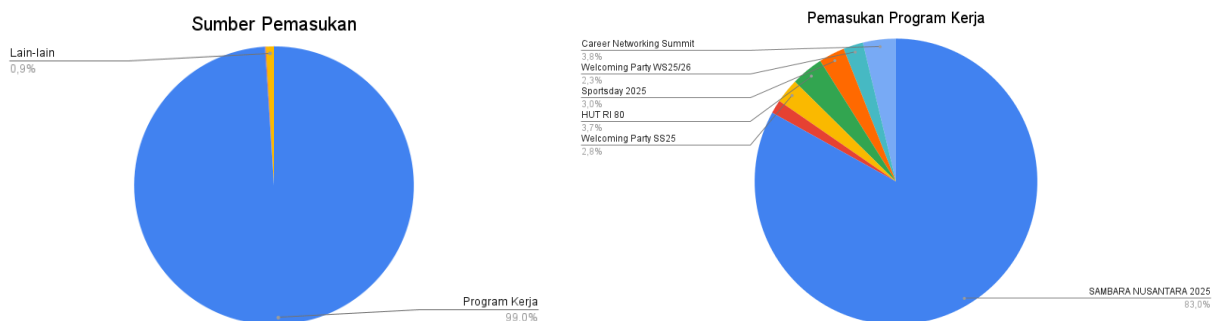 Sumber Pemasukan
Lain-lain
0,9%
Program Kerja
99,0%
Pemasukan Program Kerja
Career Networking Summit
3,8%
Welcoming Party WS25/26
2,3%
Sportsday 2025
3,0%
HUT RI 80
3,7%
Welcoming Party SS25
2,8%
SAMBARA NUSANTARA 2025
83,0%